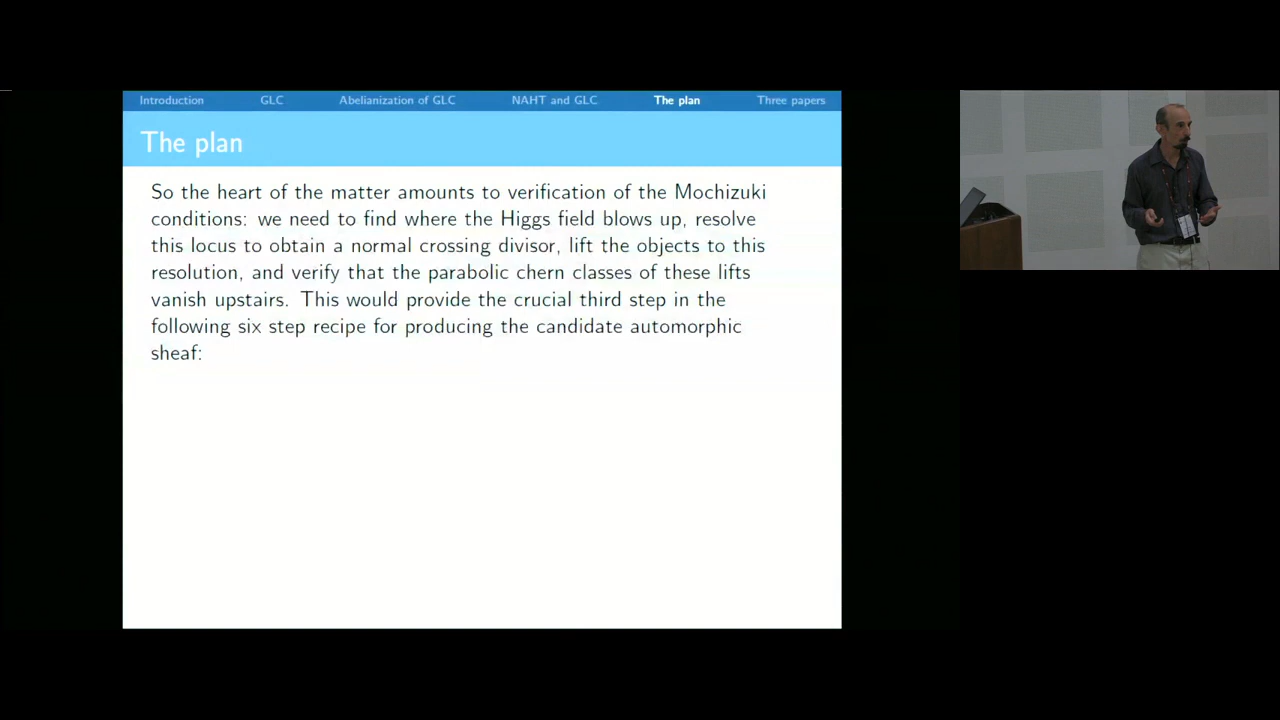 Introduction GLC Abelianization of GLC NAHT and GLC The plan Three papers
The plan
So the heart of the matter amounts to verification of the Mochizuki
conditions: we need to find where the Higgs field blows up, resolve
this locus to obtain a normal crossing divisor, lift the objects to this
resolution, and verify that the parabolic chern classes of these lifts
vanish upstairs. This would provide the crucial third step in the
following six step recipe for producing the candidate automorphic
sheaf: